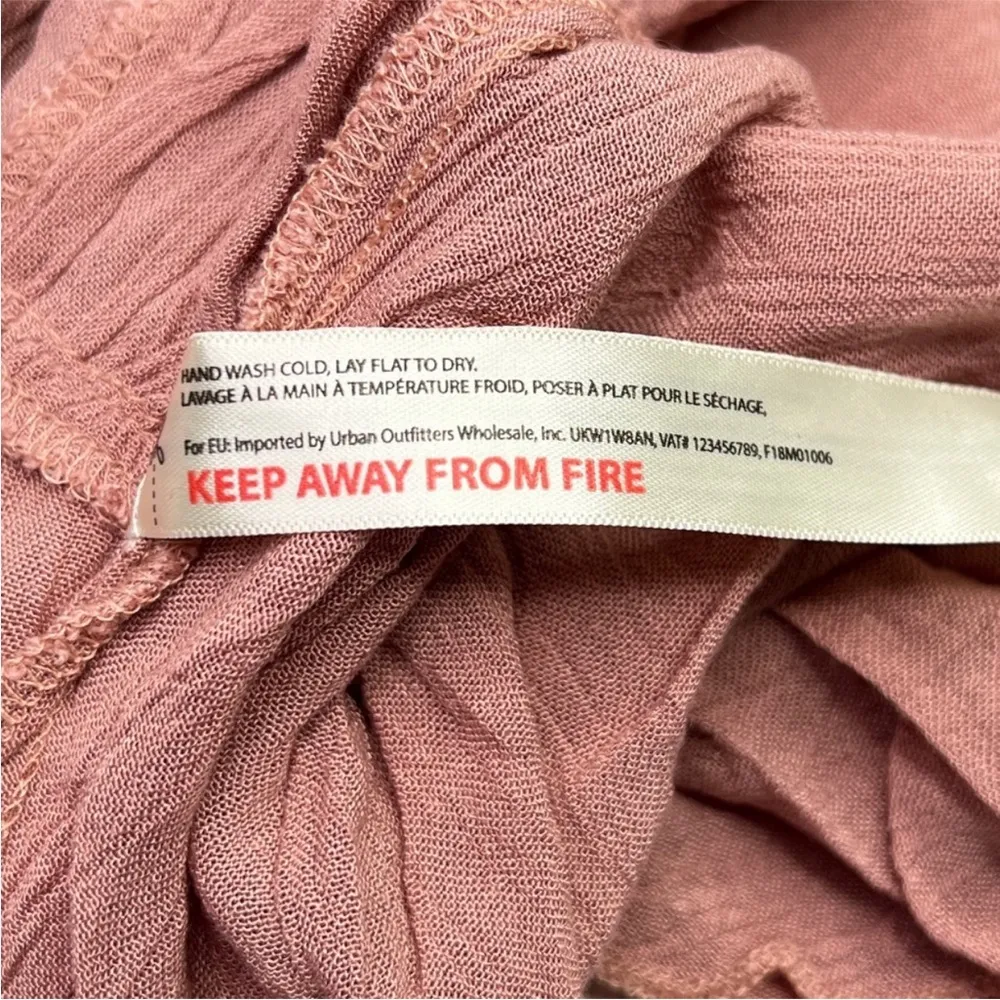 HAND WASH COLD, LAY FLAT TO DRY.
LAVAGE À LA MAIN À TEMPÉRATURE FROID, POSER À PLAT POUR LE SÉCHAGE,
For EU: Imported by Urban Outfitters Wholesale, Inc. UKW1W8AN, VAT# 123456789, F18M01006
KEEP AWAY FROM FIRE